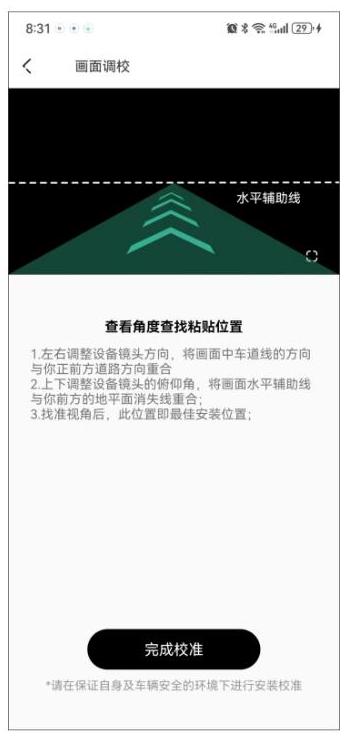 8:31 4G 29
画面调校
水平辅助线
查看角度查找粘贴位置
1.左右调整设备镜头方向，将画面中车道线的方向
与你正前方道路方向重合
2.上下调整设备镜头的俯仰角，将画面水平辅助线
与你前方的地平面消失线重合；
3.找准视角后，此位置即最佳安装位置；
完成校准
*请在保证自身及车辆安全的环境下进行安装校准